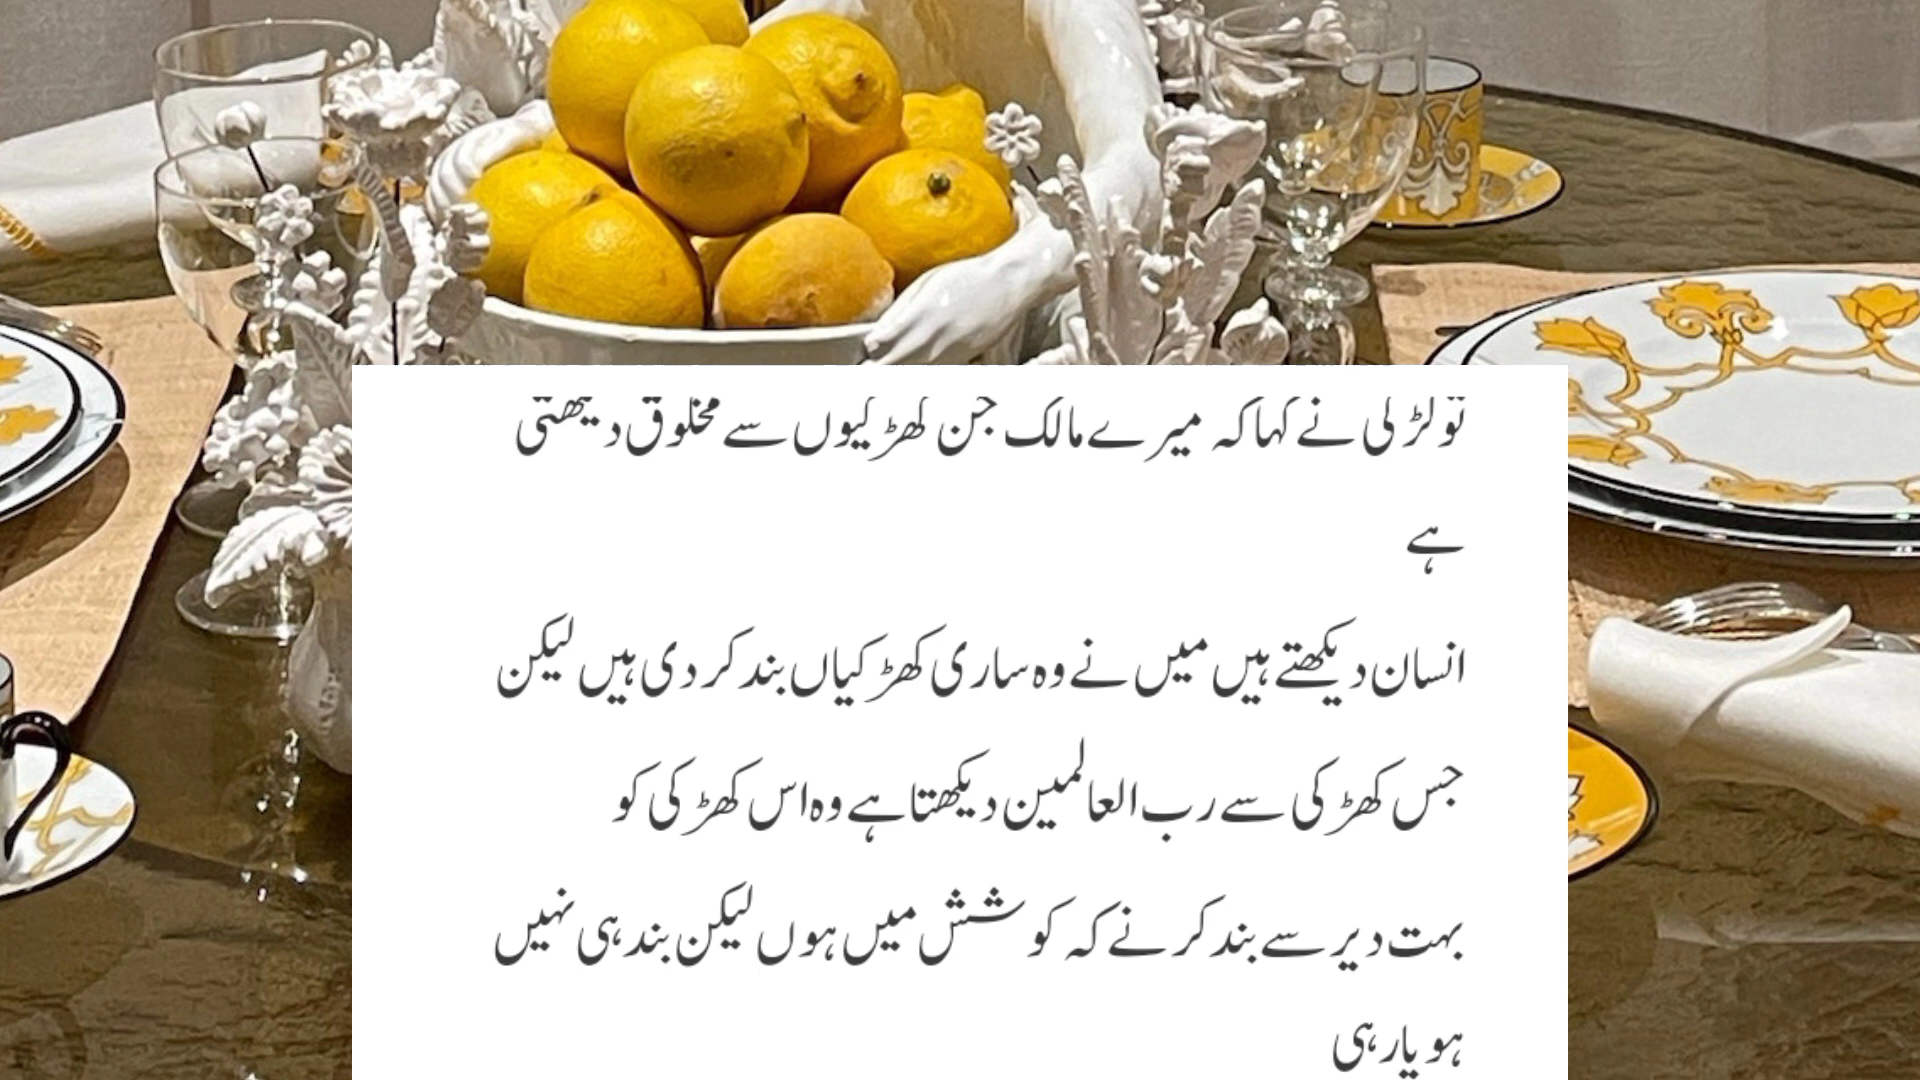 تو لڑکی نے کہا کہ میرے مالک جن کھڑکیوں سے مخلوق دیکھتی
ہے
انسان دیکھتے ہیں میں نے وہ ساری کھڑکیاں بند کر دی ہیں لیکن
جس کھڑکی سے رب العالمین دیکھتا ہے وہ اس کھڑکی کو
بہت دیر سے بند کرنے کہ کوشش میں ہوں لیکن بند ہی نہیں
ہو پا رہی